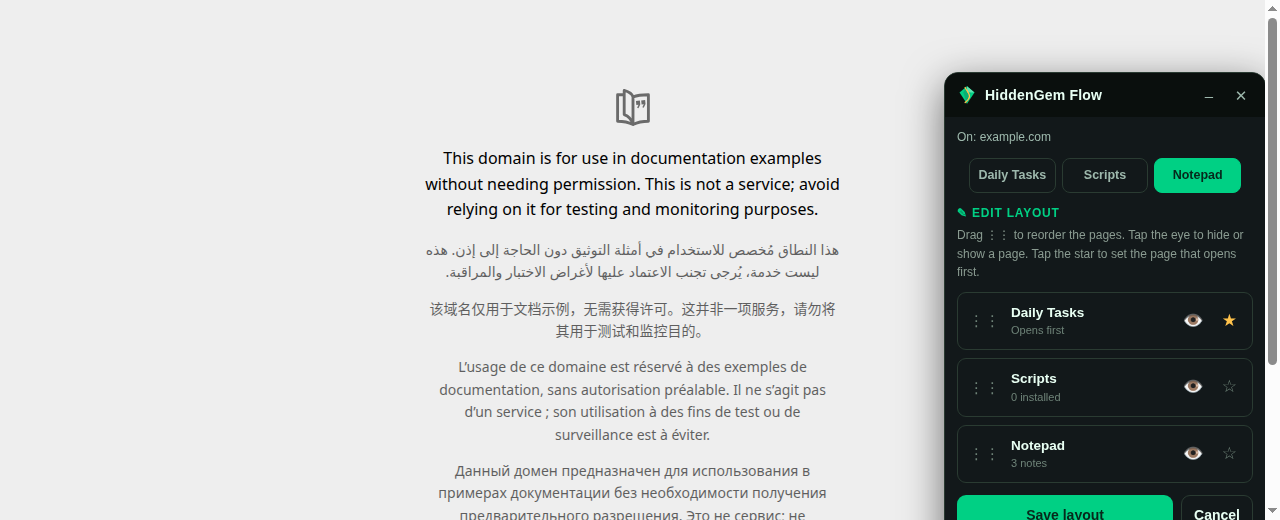 This domain is for use in documentation examples
without needing permission. This is not a service; avoid
relying on it for testing and monitoring purposes.
هذا النطاق مُخصص للاستخدام في أمثلة التوثيق دون الحاجة إلى إذن. هذه
ليست خدمة، يُرجى تجنب الاعتماد عليها لأغراض الاختبار والمراقبة.
该域名仅用于文档示例，无需获得许可。这并非一项服务，请勿将
其用于测试和监控目的。
L’usage de ce domaine est réservé à des exemples de
documentation, sans autorisation préalable. Il ne s’agit pas
d’un service ; son utilisation à des fins de test ou de
surveillance est à éviter.
Данный домен предназначен для использования в
примерах документации без необходимости получения
предварительного разрешения. Это не сервис; не
HiddenGem Flow
On: example.com
Daily Tasks
Scripts
Notepad
✎ EDIT LAYOUT
Drag ⋮⋮ to reorder the pages. Tap the eye to hide or
show a page. Tap the star to set the page that opens
first.
Daily Tasks
Opens first
Scripts
0 installed
Notepad
3 notes
Save layout
Cancel